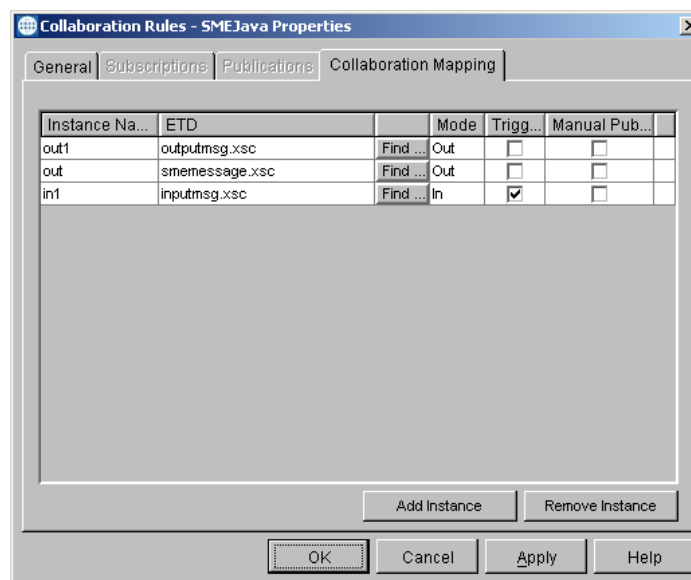 Collaboration Rules - SMEJava Properties
General Subscriptions Publications Collaboration Mapping
Instance Na... ETD Mode Trigg... Manual Pub...
out1 outputmsg.xsc Find ... Out
out smemessage.xsc Find ... Out
in1 inputmsg.xsc Find ... In
Add Instance Remove Instance
OK Cancel Apply Help